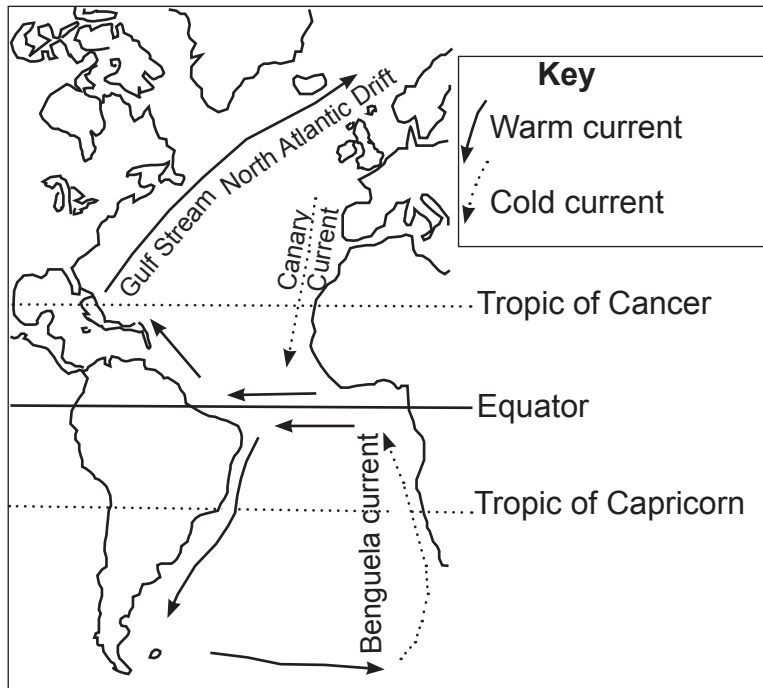 Key
Warm current
Cold current
Gulf Stream
North Atlantic Drift
Canary
Current
Tropic of Cancer
Equator
Tropic of Capricorn
Benguela current